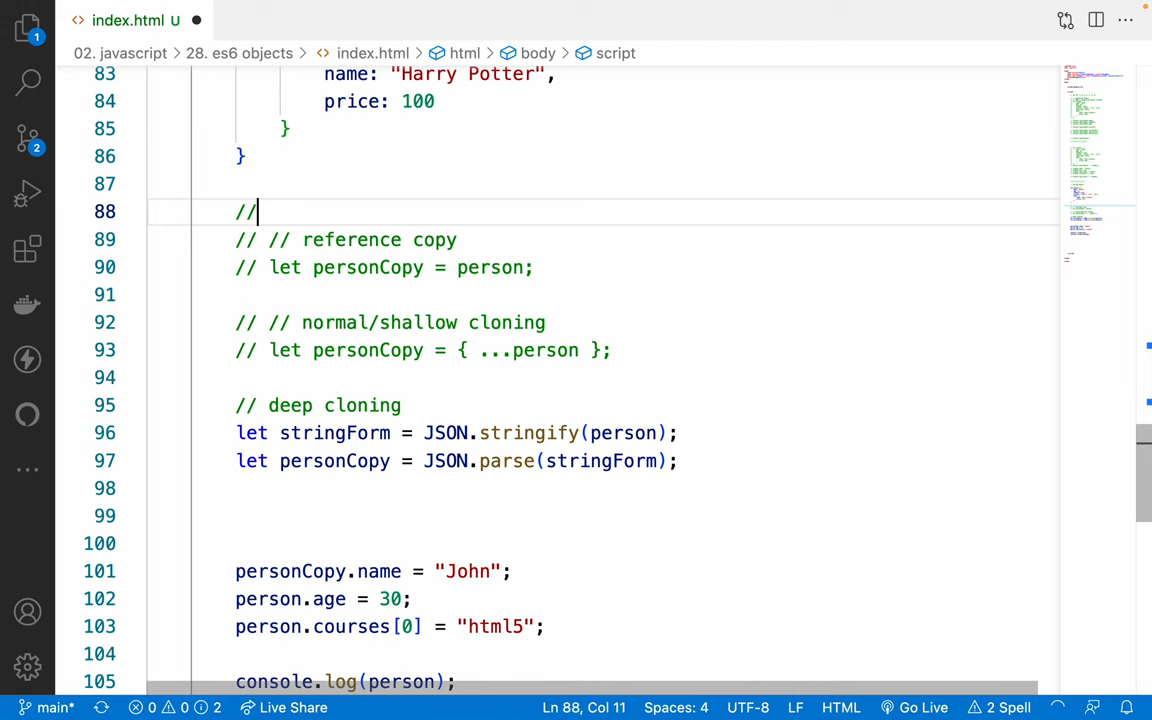 index.html U
1
02. javascript > 28. es6 objects > index.html > html > body > script
83 name: "Harry Potter",
84 price: 100
85 }
86 }
87
88 //
89 // // reference copy
90 // let personCopy = person;
91
92 // // normal/shallow cloning
93 // let personCopy = { ...person };
94
95 // deep cloning
96 let stringForm = JSON.stringify(person);
97 let personCopy = JSON.parse(stringForm);
98
99
100
101 personCopy.name = "John";
102 person.age = 30;
103 person.courses[0] = "html5";
104
105 console.log(person);
2
main* 0 0 2 Live Share Ln 88, Col 11 Spaces: 4 UTF-8 LF HTML Go Live 2 Spell